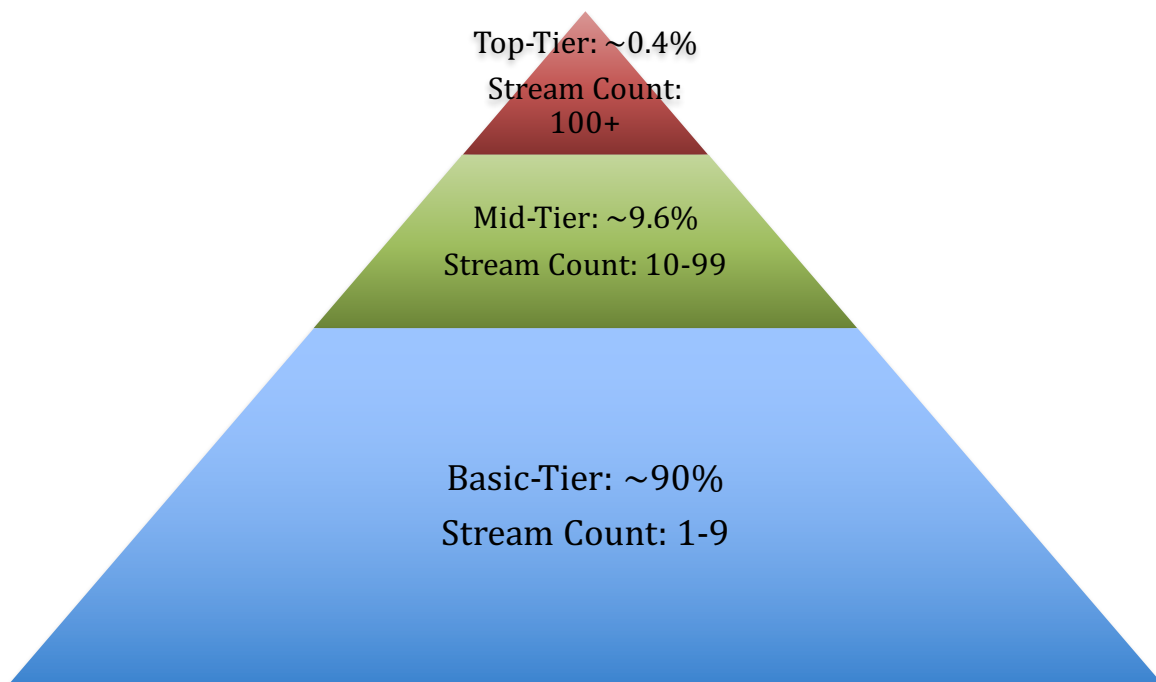 Top-Tier: ~0.4%
Stream Count:
100+
Mid-Tier: ~9.6%
Stream Count: 10-99
Basic-Tier: ~90%
Stream Count: 1-9